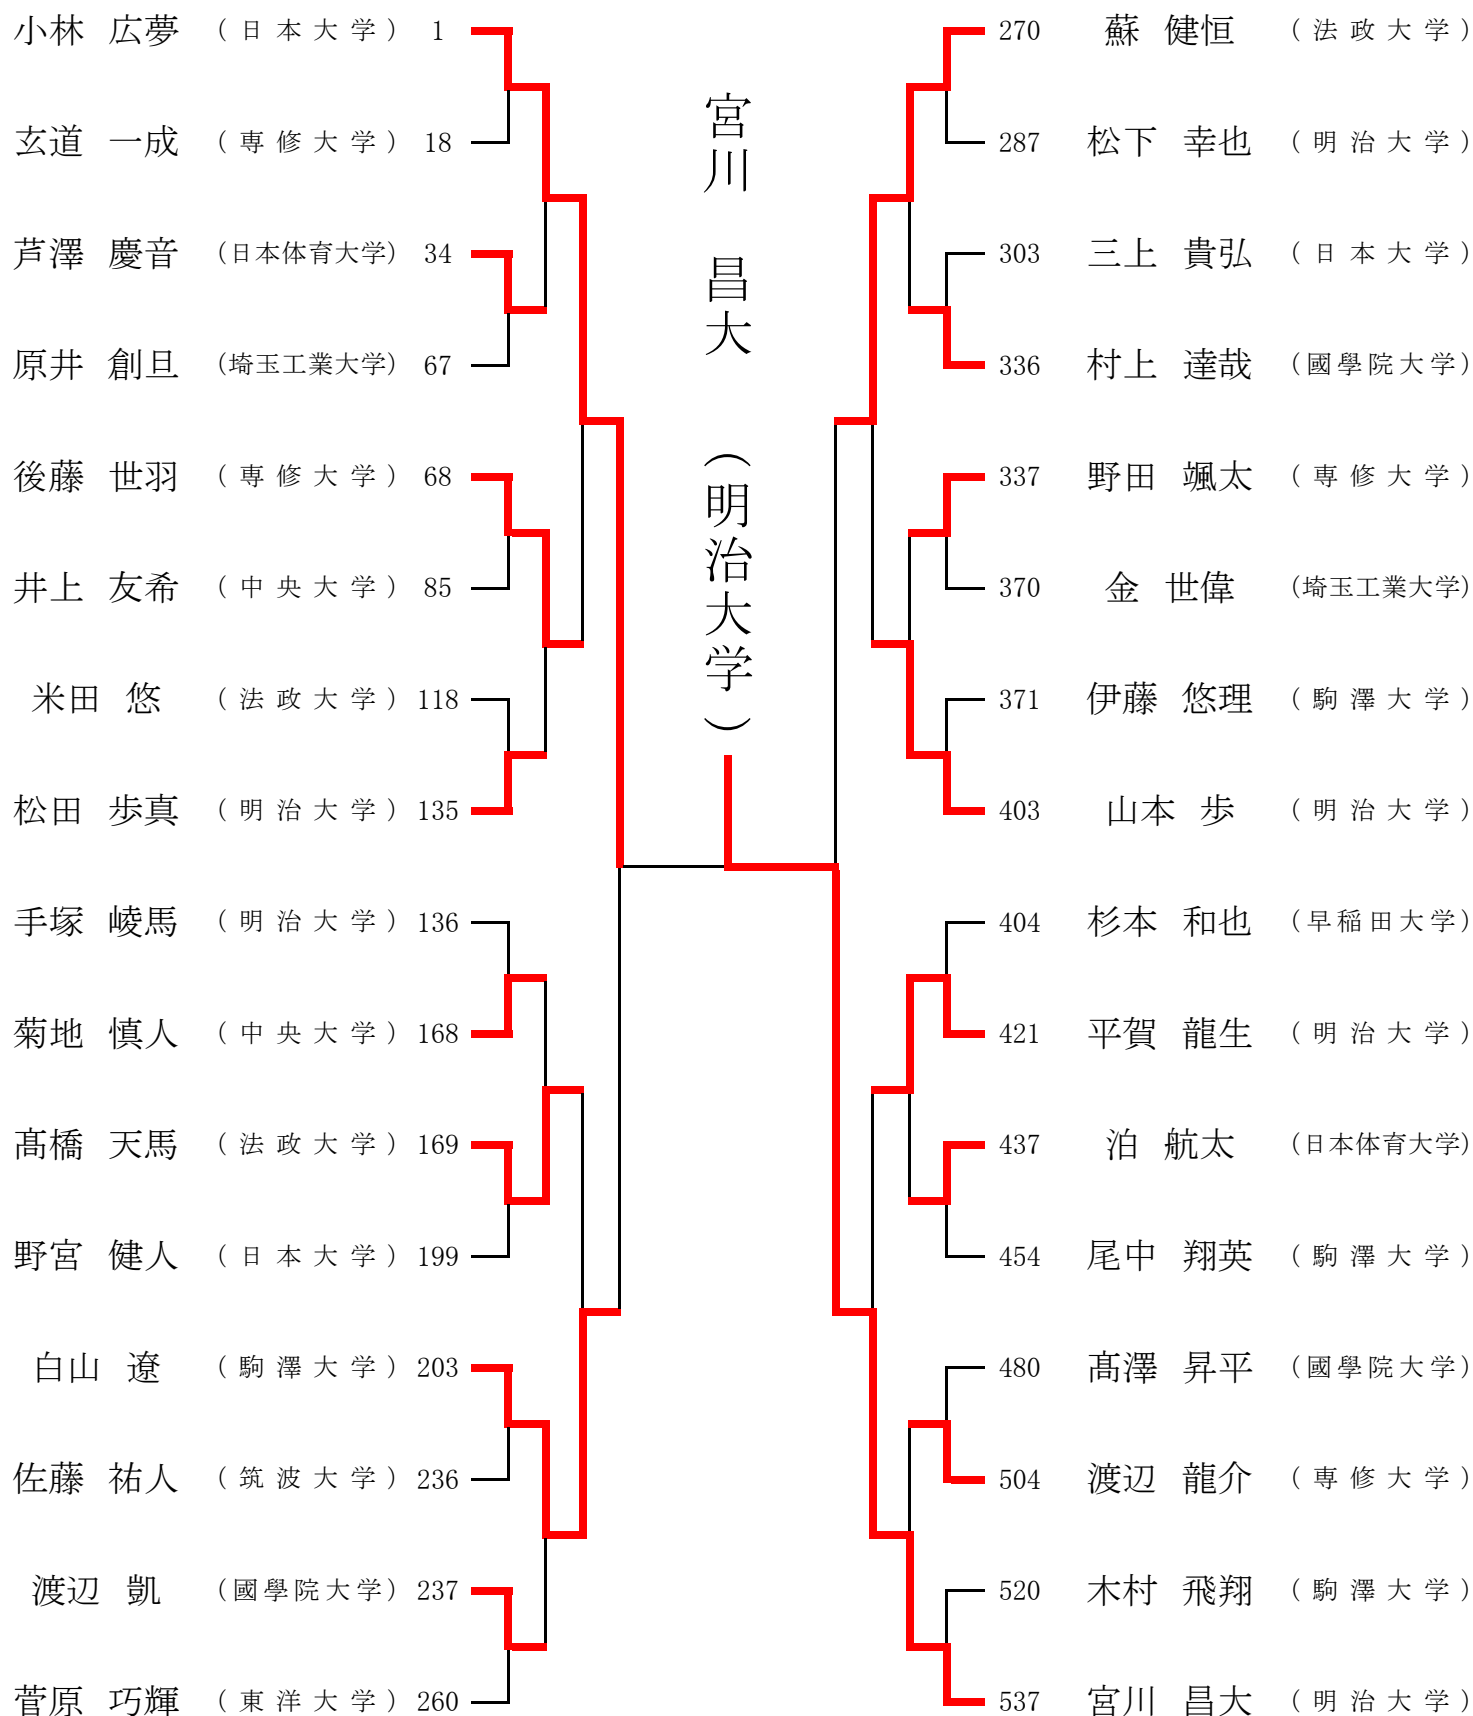 小林 広夢 (日本大学) 1
玄道 一成 (専修大学) 18
芦澤 慶音 (日本体育大学) 34
原井 創旦 (埼玉工業大学) 67
後藤 世羽 (専修大学) 68
井上 友希 (中央大学) 85
米田 悠 (法政大学) 118
松田 歩真 (明治大学) 135
手塚 崚馬 (明治大学) 136
菊地 慎人 (中央大学) 168
髙橋 天馬 (法政大学) 169
野宮 健人 (日本大学) 199
白山 遼 (駒澤大学) 203
佐藤 祐人 (筑波大学) 236
渡辺 凱 (國學院大学) 237
菅原 巧輝 (東洋大学) 260
宮川 昌大 (明治大学)
270 蘇 健恒 (法政大学)
287 松下 幸也 (明治大学)
303 三上 貴弘 (日本大学)
336 村上 達哉 (國學院大学)
337 野田 颯太 (専修大学)
370 金 世偉 (埼玉工業大学)
371 伊藤 悠理 (駒澤大学)
403 山本 歩 (明治大学)
404 杉本 和也 (早稲田大学)
421 平賀 龍生 (明治大学)
437 泊 航太 (日本体育大学)
454 尾中 翔英 (駒澤大学)
480 髙澤 昇平 (國學院大学)
504 渡辺 龍介 (専修大学)
520 木村 飛翔 (駒澤大学)
537 宮川 昌大 (明治大学)